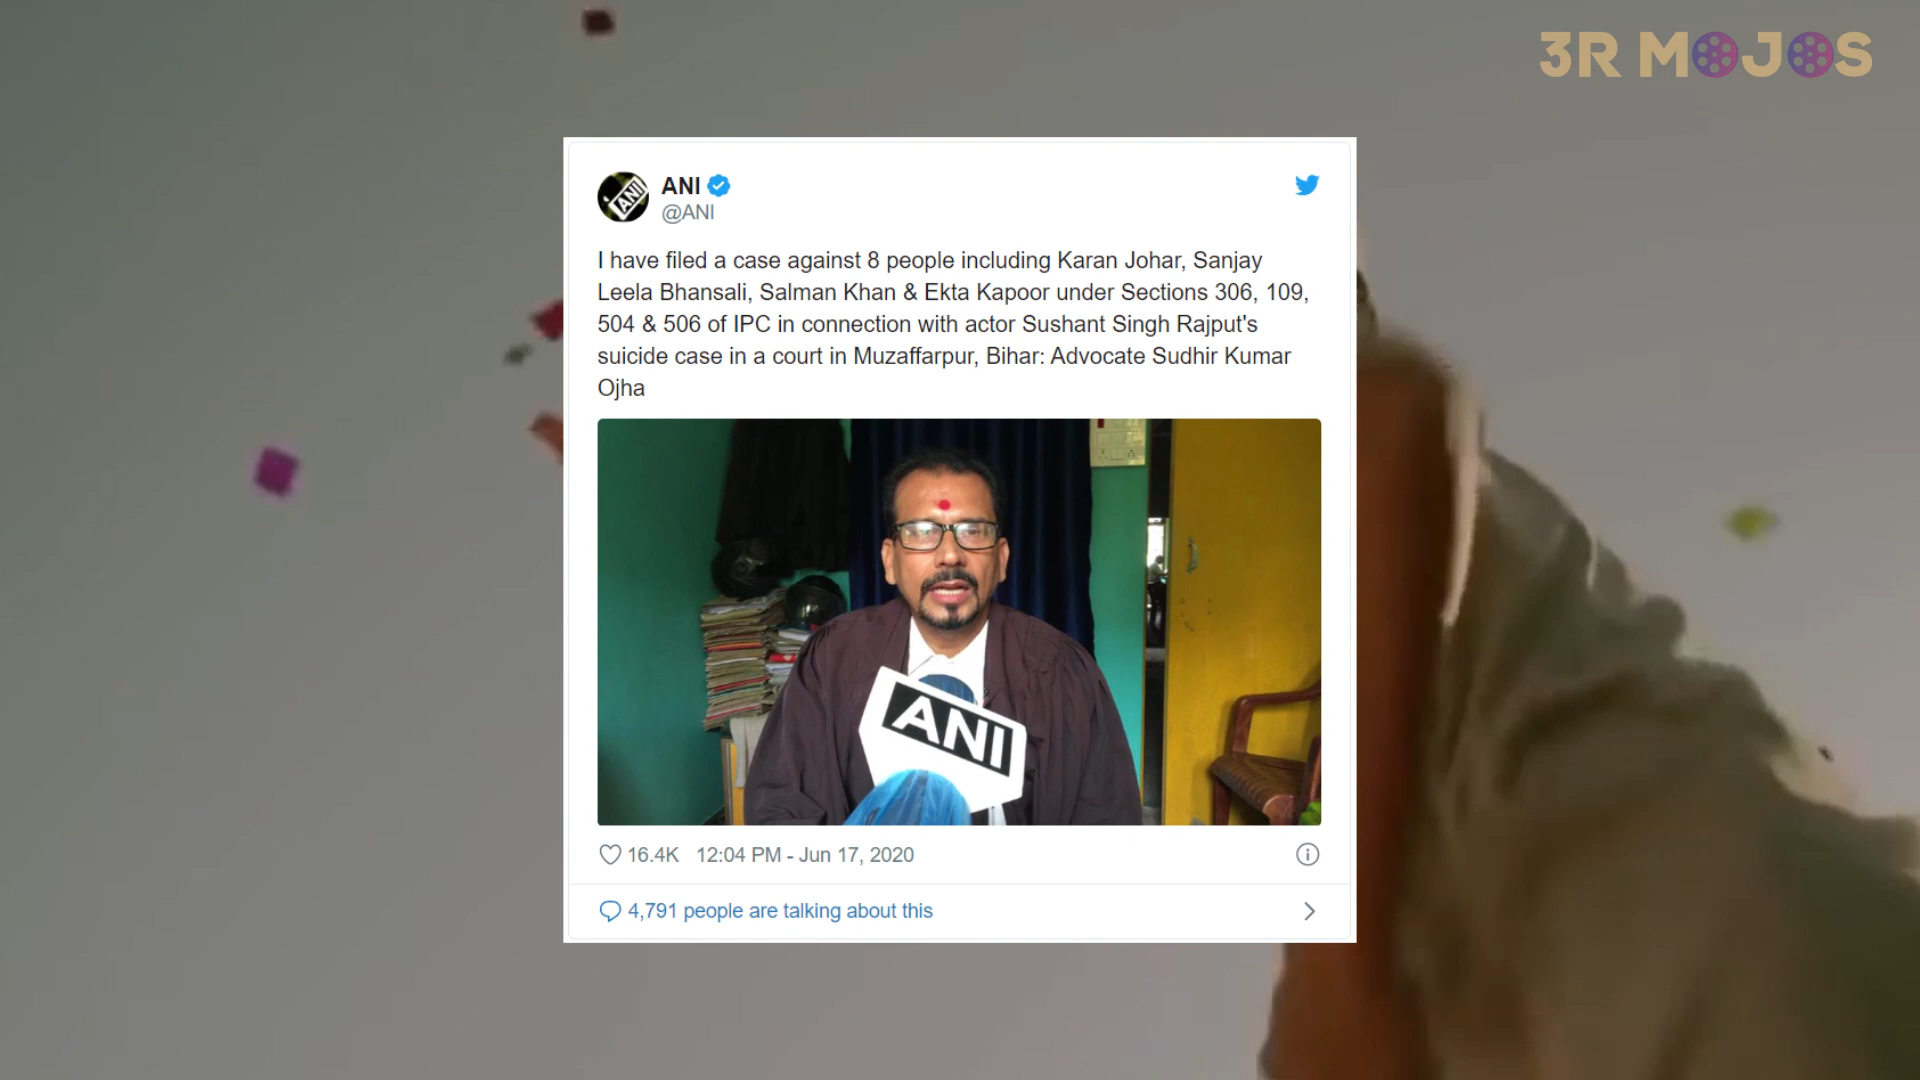 3R MOJOS
ANI
@ANI
I have filed a case against 8 people including Karan Johar, Sanjay
Leela Bhansali, Salman Khan & Ekta Kapoor under Sections 306, 109,
504 & 506 of IPC in connection with actor Sushant Singh Rajput's
suicide case in a court in Muzaffarpur, Bihar: Advocate Sudhir Kumar
Ojha
ANI
16.4K 12:04 PM - Jun 17, 2020
4,791 people are talking about this